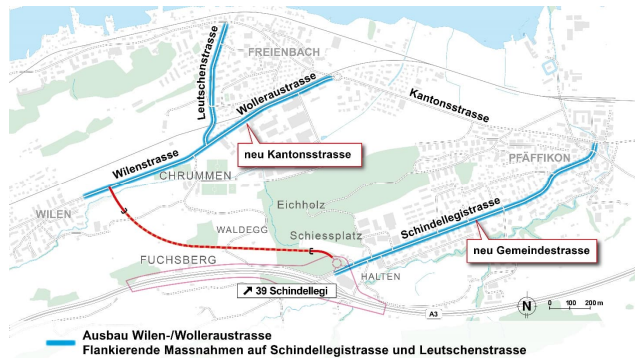 Leutschenstrasse
FREIENBACH
Wolleraustrasse
Kantonsstrasse
Wilenstrasse
neu Kantonsstrasse
PFÄFFIKON
CHRUMMEN
Eichholz
WILEN
WALDEGG
Schiessplatz
Schindellegistrasse
neu Gemeindestrasse
FUCHSBERG
HALTEN
39 Schindellegi
A3
N
0 100 200 m
Ausbau Wilen-/Wolleraustrasse
Flankierende Massnahmen auf Schindellegistrasse und Leutschenstrasse